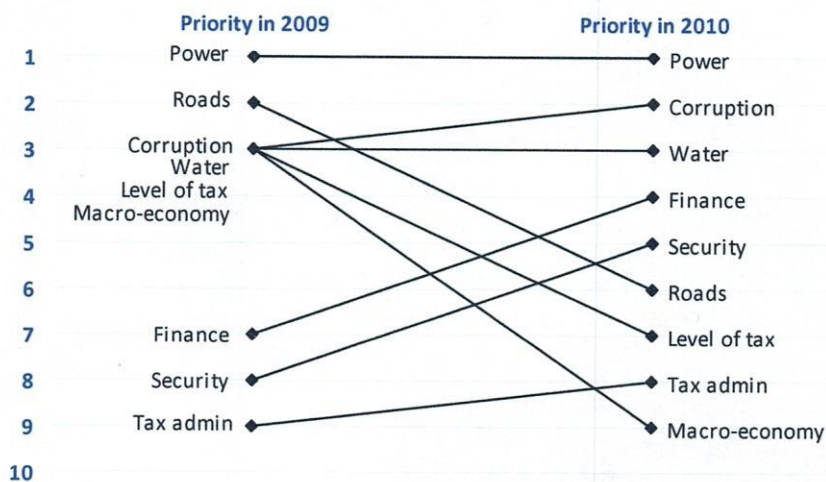 Priority in 2009
Priority in 2010
1
Power
Power
2
Roads
Corruption
3
Corruption
Water
Water
Level of tax
4
Finance
Macro-economy
5
Security
6
Roads
7
Finance
Level of tax
8
Security
Tax admin
9
Tax admin
Macro-economy
10